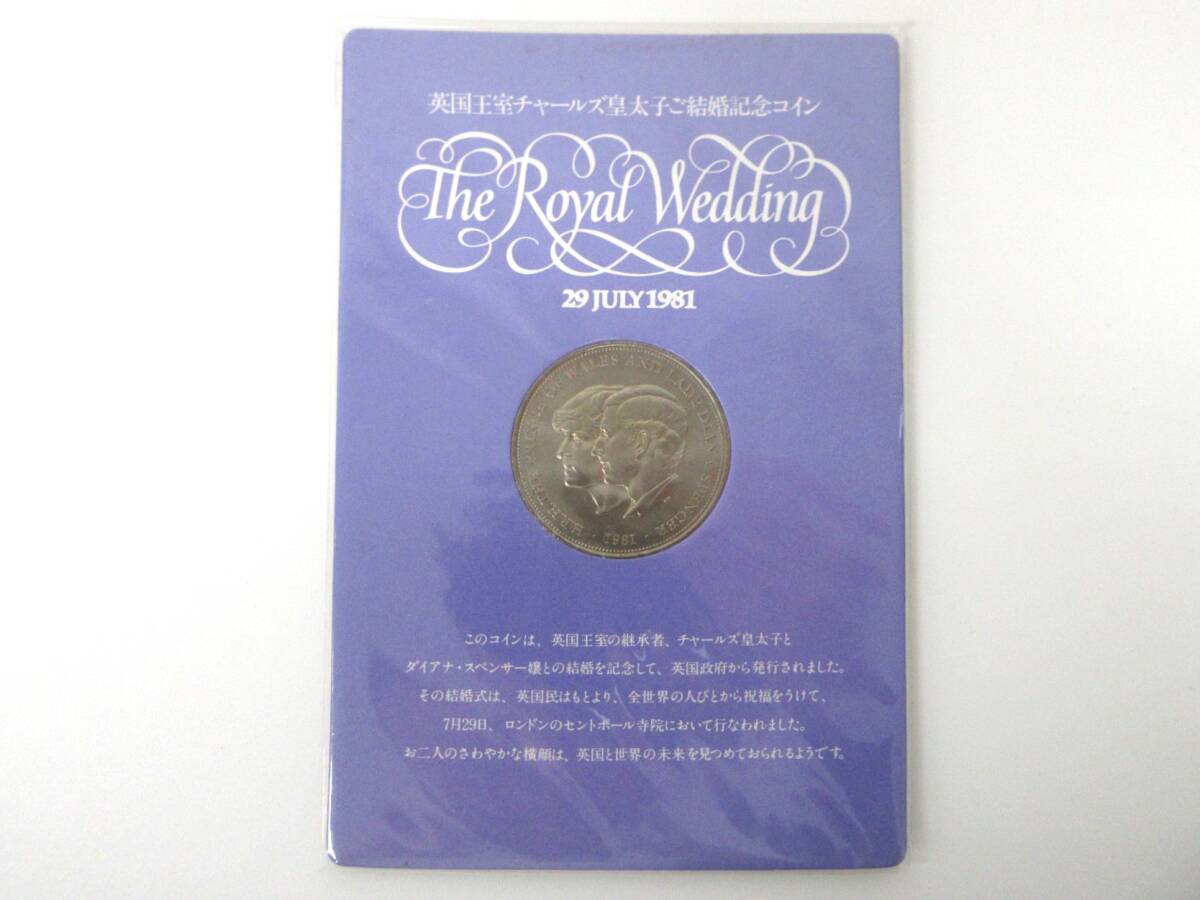 英国王室チャールズ皇太子ご結婚記念コイン
The Royal Wedding
29 JULY 1981
H.R.H. THE PRINCE OF WALES AND LADY DIANA SPENCER
· 1981 ·
このコインは、英国王室の継承者、チャールズ皇太子と
ダイアナ・スペンサー嬢との結婚を記念して、英国政府から発行されました。
その結婚式は、英国民はもとより、全世界の人びとから祝福をうけて、
7月29日、ロンドンのセントポール寺院において行なわれました。
お二人のさわやかな横顔は、英国と世界の未来を見つめておられるようです。